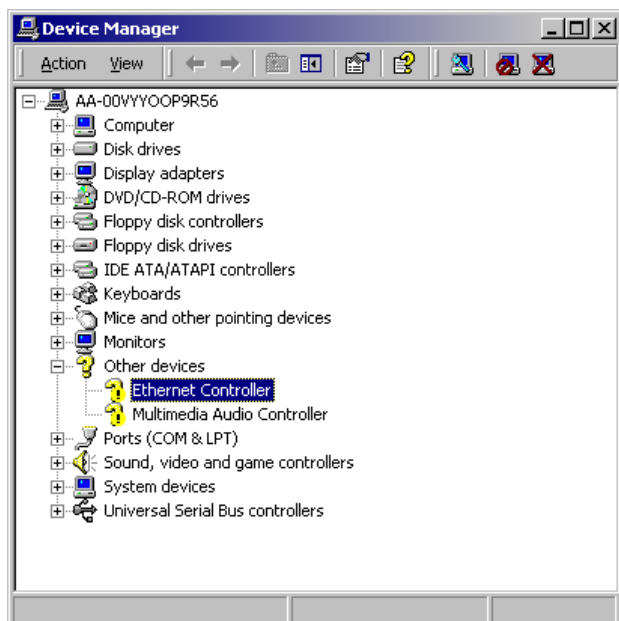 Device Manager
Action View
AA-00VYYOOP9R56
Computer
Disk drives
Display adapters
DVD/CD-ROM drives
Floppy disk controllers
Floppy disk drives
IDE ATA/ATAPI controllers
Keyboards
Mice and other pointing devices
Monitors
Other devices
Ethernet Controller
Multimedia Audio Controller
Ports (COM & LPT)
Sound, video and game controllers
System devices
Universal Serial Bus controllers